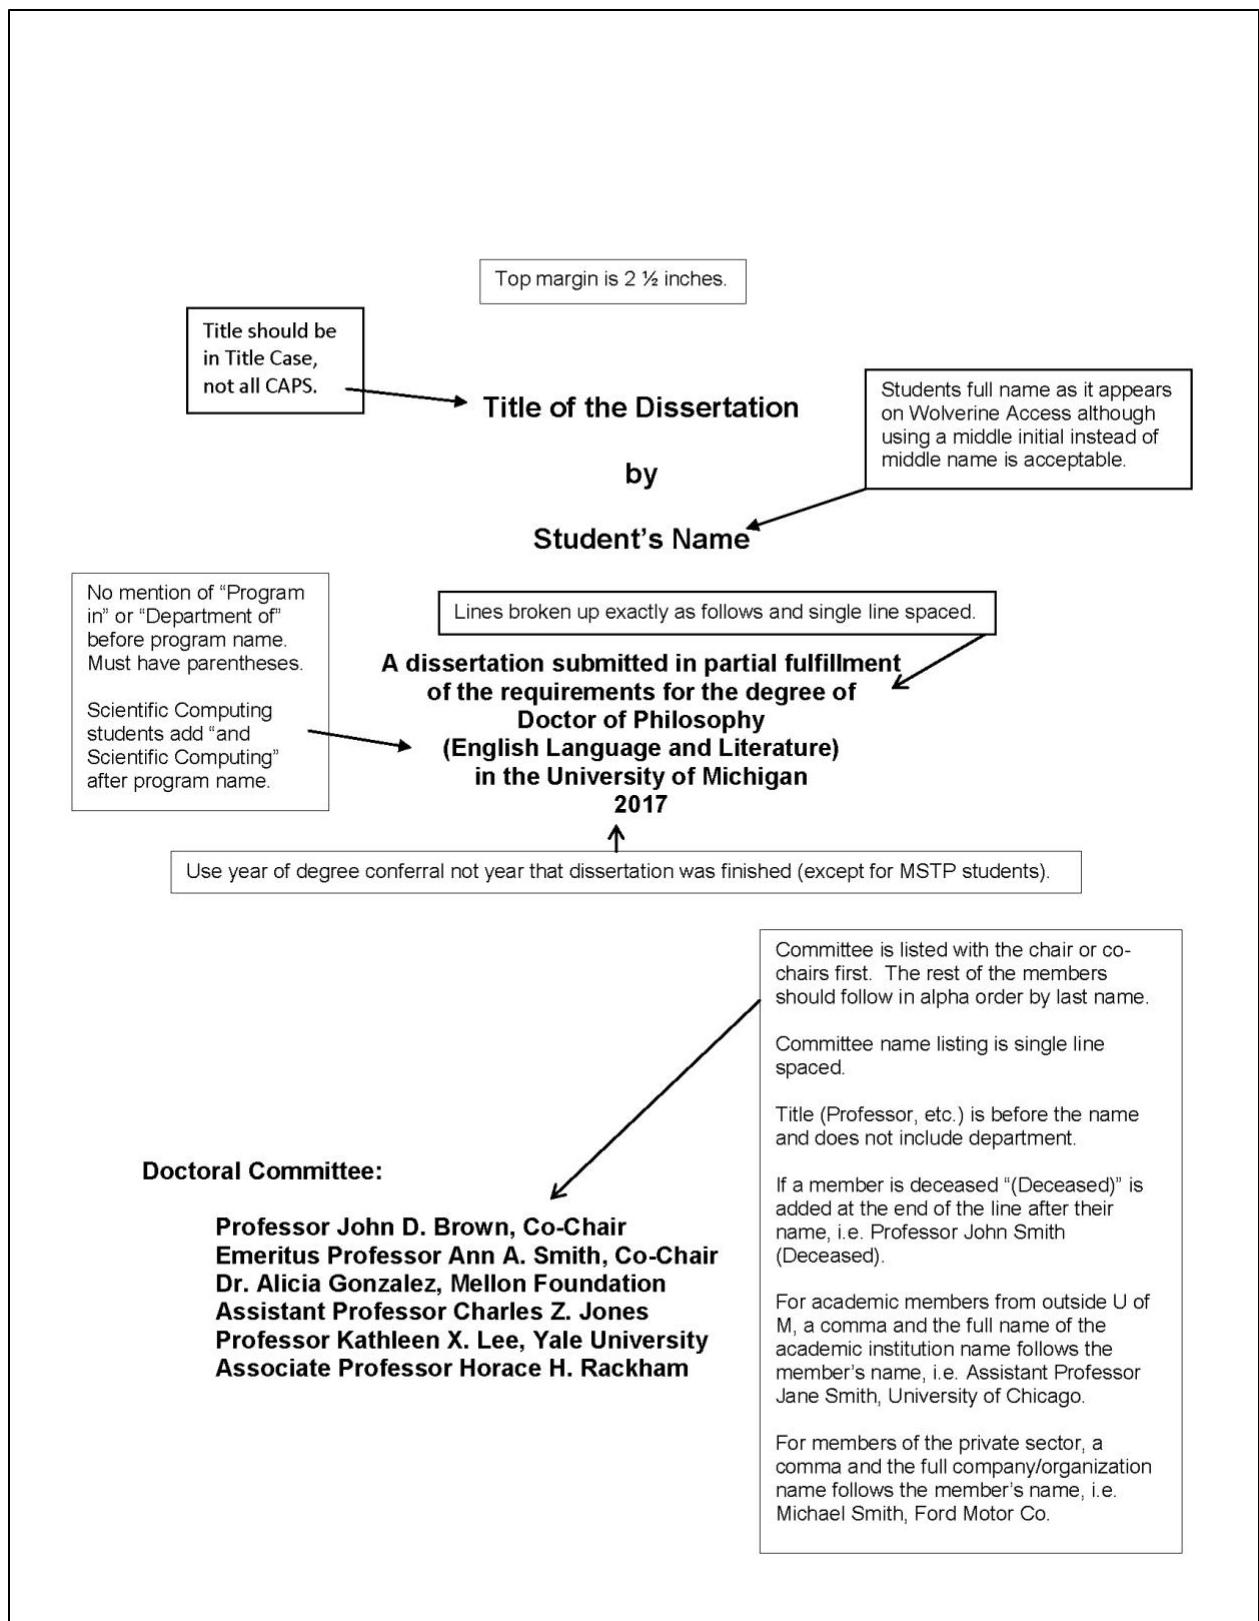 Top margin is 2 ½ inches.
Title should be
in Title Case,
not all CAPS.
Title of the Dissertation
Students full name as it appears
on Wolverine Access although
using a middle initial instead of
middle name is acceptable.
by
Student's Name
No mention of “Program
in” or “Department of”
before program name.
Must have parentheses.
Scientific Computing
students add “and
Scientific Computing”
after program name.
Lines broken up exactly as follows and single line spaced.
A dissertation submitted in partial fulfillment
of the requirements for the degree of
Doctor of Philosophy
(English Language and Literature)
in the University of Michigan
2017
Use year of degree conferral not year that dissertation was finished (except for MSTP students).
Committee is listed with the chair or co-
chairs first. The rest of the members
should follow in alpha order by last name.
Committee name listing is single line
spaced.
Title (Professor, etc.) is before the name
and does not include department.
If a member is deceased “(Deceased)” is
added at the end of the line after their
name, i.e. Professor John Smith
(Deceased).
For academic members from outside U of
M, a comma and the full name of the
academic institution name follows the
member’s name, i.e. Assistant Professor
Jane Smith, University of Chicago.
For members of the private sector, a
comma and the full company/organization
name follows the member’s name, i.e.
Michael Smith, Ford Motor Co.
Doctoral Committee:
Professor John D. Brown, Co-Chair
Emeritus Professor Ann A. Smith, Co-Chair
Dr. Alicia Gonzalez, Mellon Foundation
Assistant Professor Charles Z. Jones
Professor Kathleen X. Lee, Yale University
Associate Professor Horace H. Rackham